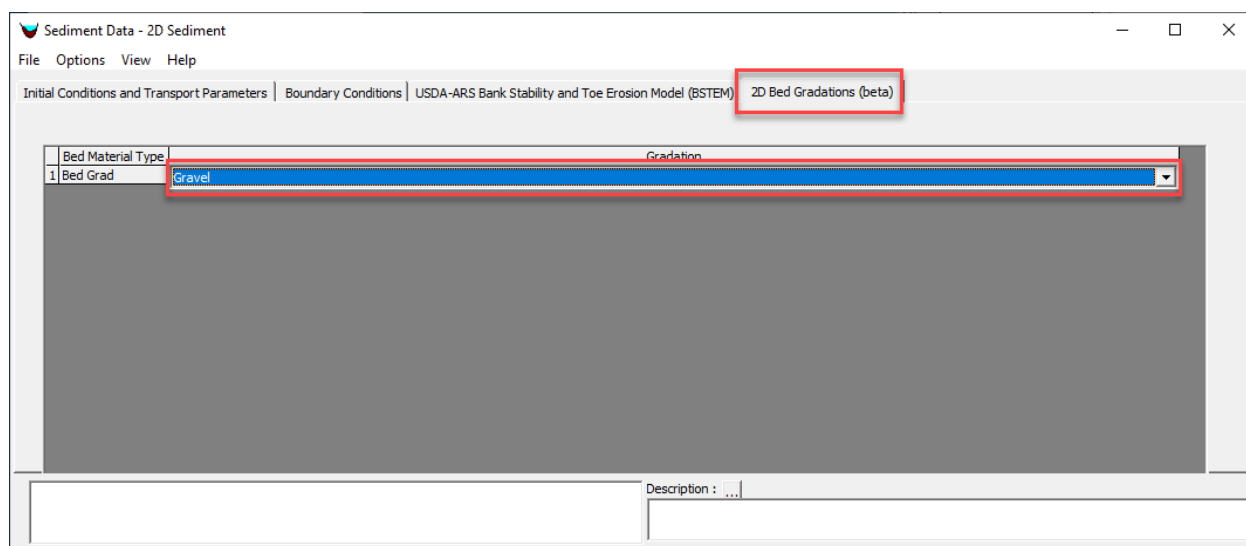 Sediment Data - 2D Sediment
File Options View Help
Initial Conditions and Transport Parameters Boundary Conditions USDA-ARS Bank Stability and Toe Erosion Model (BSTEM) 2D Bed Gradations (beta)
Bed Material Type Gradation
1 Bed Grad Gravel
Description : ...